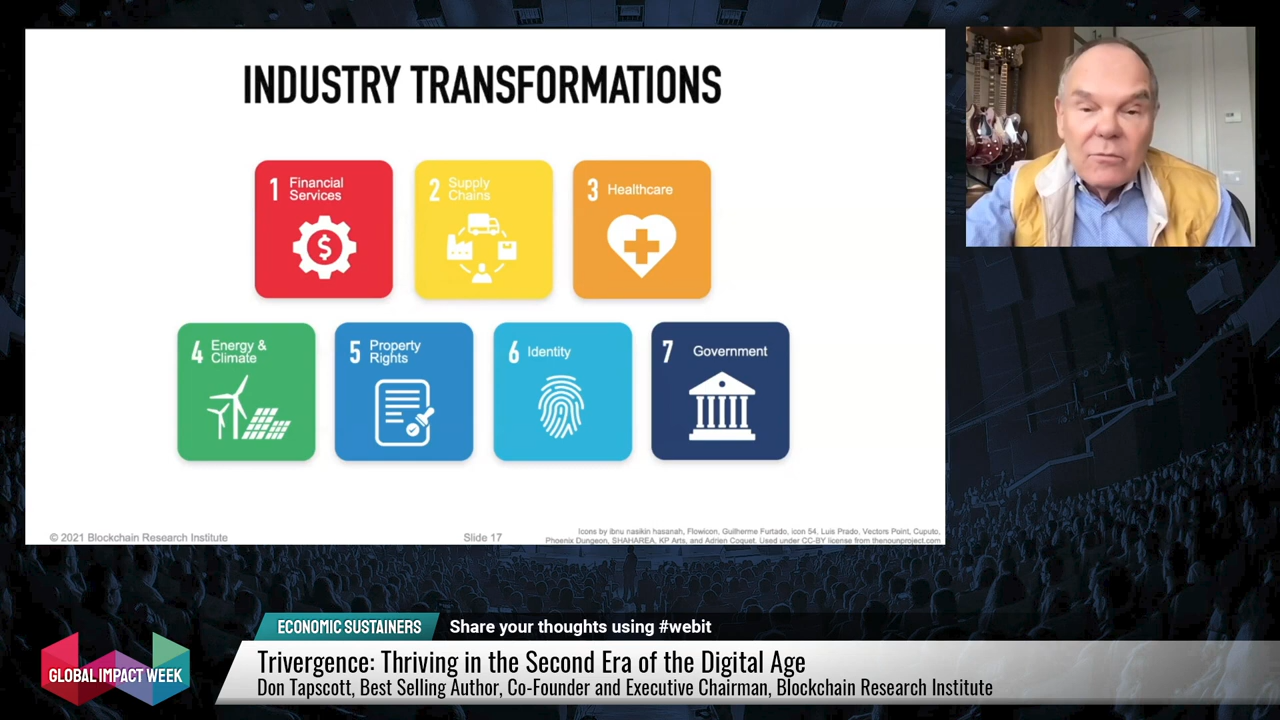 INDUSTRY TRANSFORMATIONS
1 Financial
Services
$
2 Supply
Chains
3 Healthcare
4 Energy &
Climate
5 Property
Rights
6 Identity
7 Government
© 2021 Blockchain Research Institute
Slide 17
Icons by ibnu nasikin hasanah, Flowicon, Guilherme Furtado, icon 54, Luis Prado, Vectors Point, Cuputo,
Phoenix Dungeon, SHAHAREA, KP Arts, and Adrien Coquet. Used under CC-BY license from thenounproject.com
ECONOMIC SUSTAINERS
Share your thoughts using #webit
GLOBAL IMPACT WEEK
Trivergence: Thriving in the Second Era of the Digital Age
Don Tapscott, Best Selling Author, Co-Founder and Executive Chairman, Blockchain Research Institute